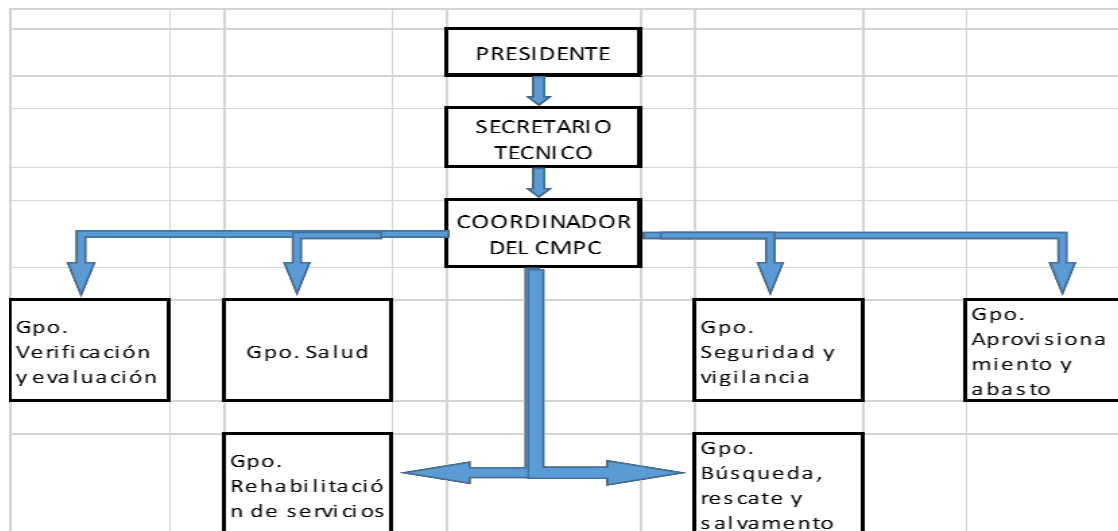 PRESIDENTE
SECRETARIO
TECNICO
COORDINADOR
DEL CMPC
Gpo.
Verificación
y evaluación
Gpo. Salud
Gpo.
Seguridad y
vigilancia
Gpo.
Aprovisiona
miento y
abasto
Gpo.
Rehabilitació
n de servicios
Gpo.
Búsqueda,
rescate y
salvamento